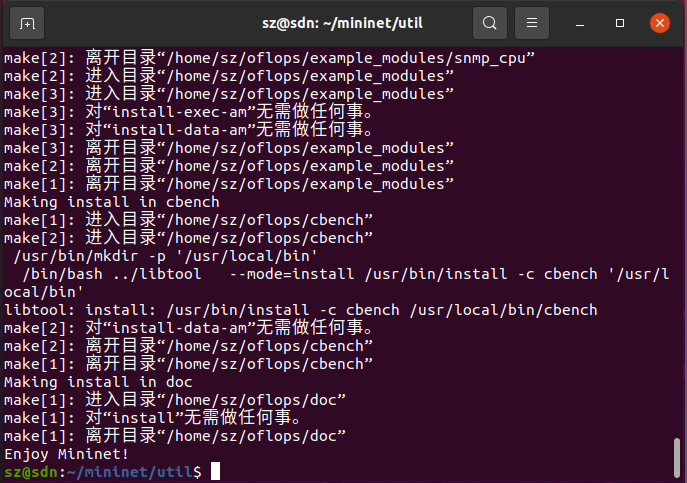 sz@sdn: ~/mininet/util
make[2]: 离开目录“/home/sz/oflops/example_modules/snmp_cpu”
make[2]: 进入目录“/home/sz/oflops/example_modules”
make[3]: 进入目录“/home/sz/oflops/example_modules”
make[3]: 对“install-exec-am”无需做任何事。
make[3]: 对“install-data-am”无需做任何事。
make[3]: 离开目录“/home/sz/oflops/example_modules”
make[2]: 离开目录“/home/sz/oflops/example_modules”
make[1]: 离开目录“/home/sz/oflops/example_modules”
Making install in cbench
make[1]: 进入目录“/home/sz/oflops/cbench”
make[2]: 进入目录“/home/sz/oflops/cbench”
 /usr/bin/mkdir -p '/usr/local/bin'
  /bin/bash ../libtool   --mode=install /usr/bin/install -c cbench '/usr/l
ocal/bin'
libtool: install: /usr/bin/install -c cbench /usr/local/bin/cbench
make[2]: 对“install-data-am”无需做任何事。
make[2]: 离开目录“/home/sz/oflops/cbench”
make[1]: 离开目录“/home/sz/oflops/cbench”
Making install in doc
make[1]: 进入目录“/home/sz/oflops/doc”
make[1]: 对“install”无需做任何事。
make[1]: 离开目录“/home/sz/oflops/doc”
Enjoy Mininet!
sz@sdn:~/mininet/util$